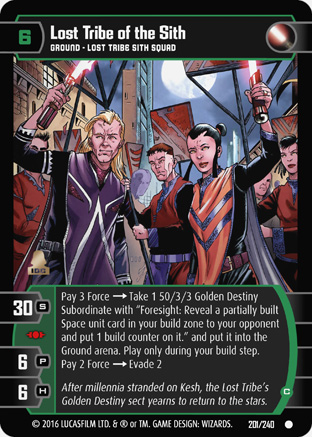 6
Lost Tribe of the Sith
GROUND - LOST TRIBE SITH SQUAD
30 S
6 P
6 H
Pay 3 Force → Take 1 50/3/3 Golden Destiny
Subordinate with “Foresight: Reveal a partially built
Space unit card in your build zone to your opponent
and put 1 build counter on it.” and put it into the
Ground arena. Play only during your build step.
Pay 2 Force → Evade 2
After millennia stranded on Kesh, the Lost Tribe's
Golden Destiny sect yearns to return to the stars.
C
© 2016 LUCASFILM LTD. & ® or TM. GAME DESIGN: WIZARDS.
201/240